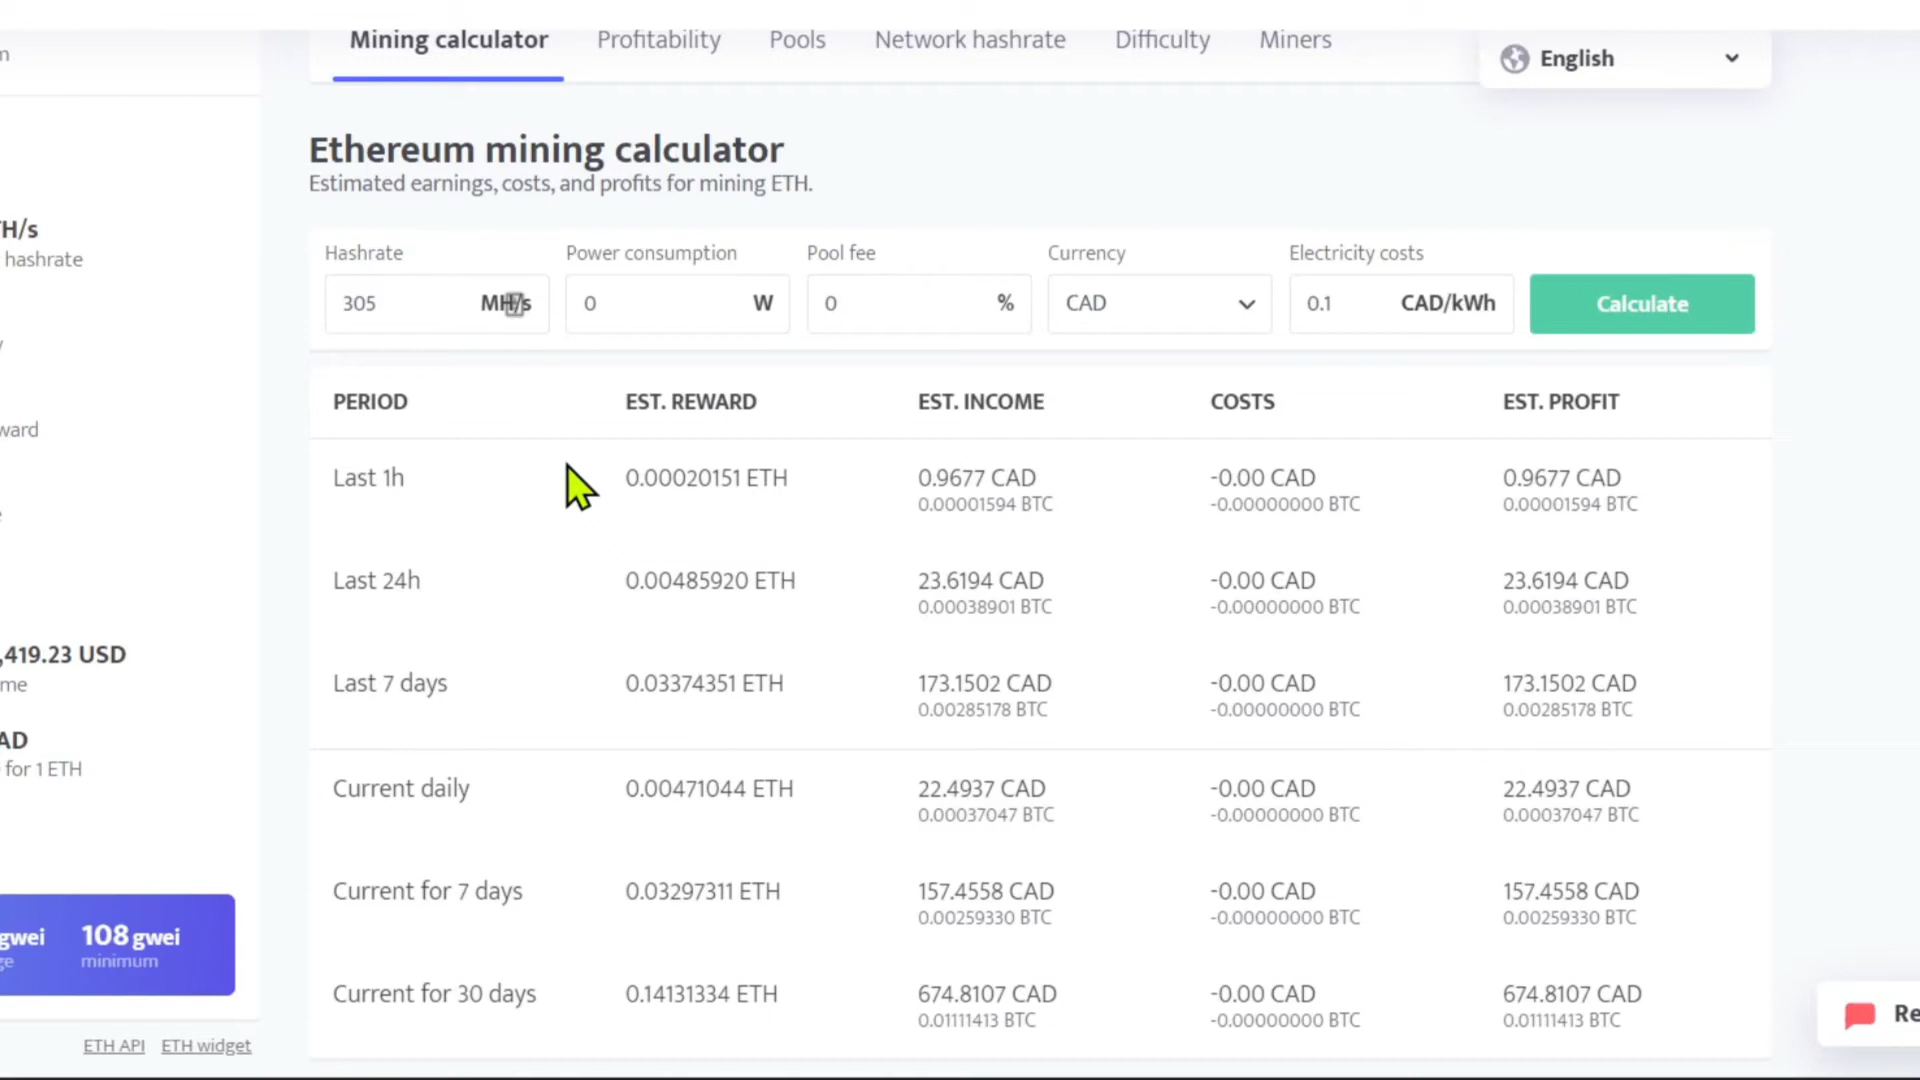 Mining calculator Profitability Pools Network hashrate Difficulty Miners
English
Ethereum mining calculator
Estimated earnings, costs, and profits for mining ETH.
H/s
hashrate
Hashrate Power consumption Pool fee Currency Electricity costs
305 MH/s 0 W 0 % CAD 0.1 CAD/kWh Calculate
PERIOD EST. REWARD EST. INCOME COSTS EST. PROFIT
ward
Last 1h 0.00020151 ETH 0.9677 CAD -0.00 CAD 0.9677 CAD
0.00001594 BTC -0.00000000 BTC 0.00001594 BTC
Last 24h 0.00485920 ETH 23.6194 CAD -0.00 CAD 23.6194 CAD
0.00038901 BTC -0.00000000 BTC 0.00038901 BTC
,419.23 USD
me
Last 7 days 0.03374351 ETH 173.1502 CAD -0.00 CAD 173.1502 CAD
0.00285178 BTC -0.00000000 BTC 0.00285178 BTC
AD
for 1 ETH
Current daily 0.00471044 ETH 22.4937 CAD -0.00 CAD 22.4937 CAD
0.00037047 BTC -0.00000000 BTC 0.00037047 BTC
Current for 7 days 0.03297311 ETH 157.4558 CAD -0.00 CAD 157.4558 CAD
0.00259330 BTC -0.00000000 BTC 0.00259330 BTC
gwei 108 gwei
ge minimum
Current for 30 days 0.14131334 ETH 674.8107 CAD -0.00 CAD 674.8107 CAD
0.01111413 BTC -0.00000000 BTC 0.01111413 BTC
Re
ETH API ETH widget